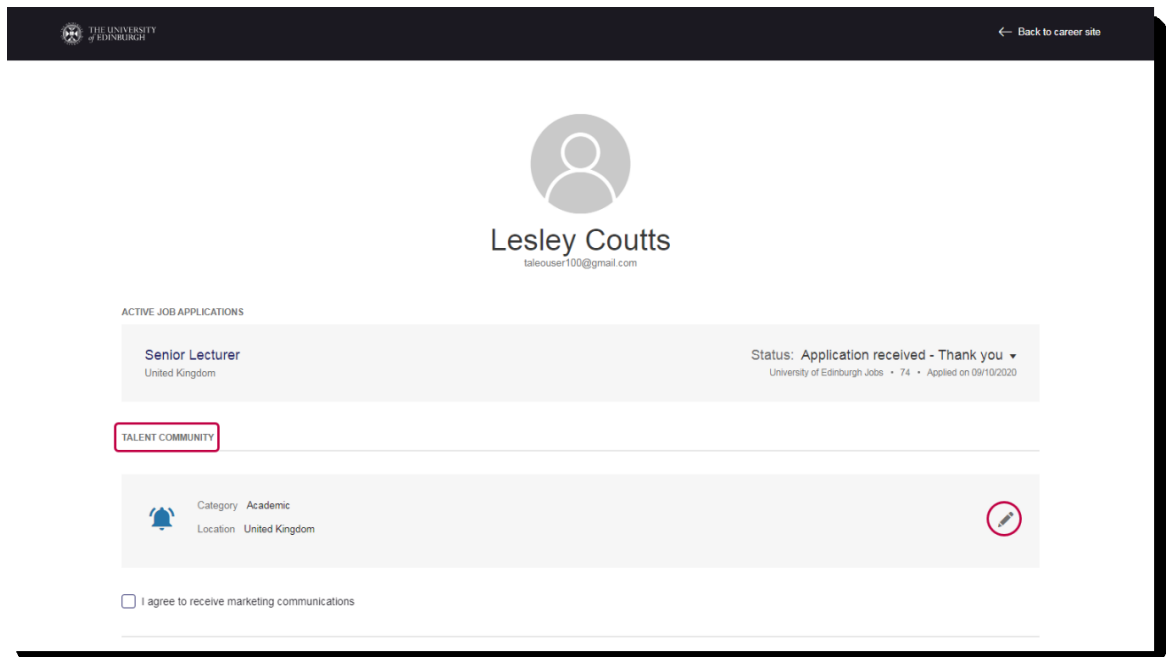 THE UNIVERSITY
of EDINBURGH
← Back to career site
Lesley Coutts
taleouser100@gmail.com
ACTIVE JOB APPLICATIONS
Senior Lecturer
United Kingdom
Status: Application received - Thank you
University of Edinburgh Jobs • 74 • Applied on 09/10/2020
TALENT COMMUNITY
Category Academic
Location United Kingdom
I agree to receive marketing communications